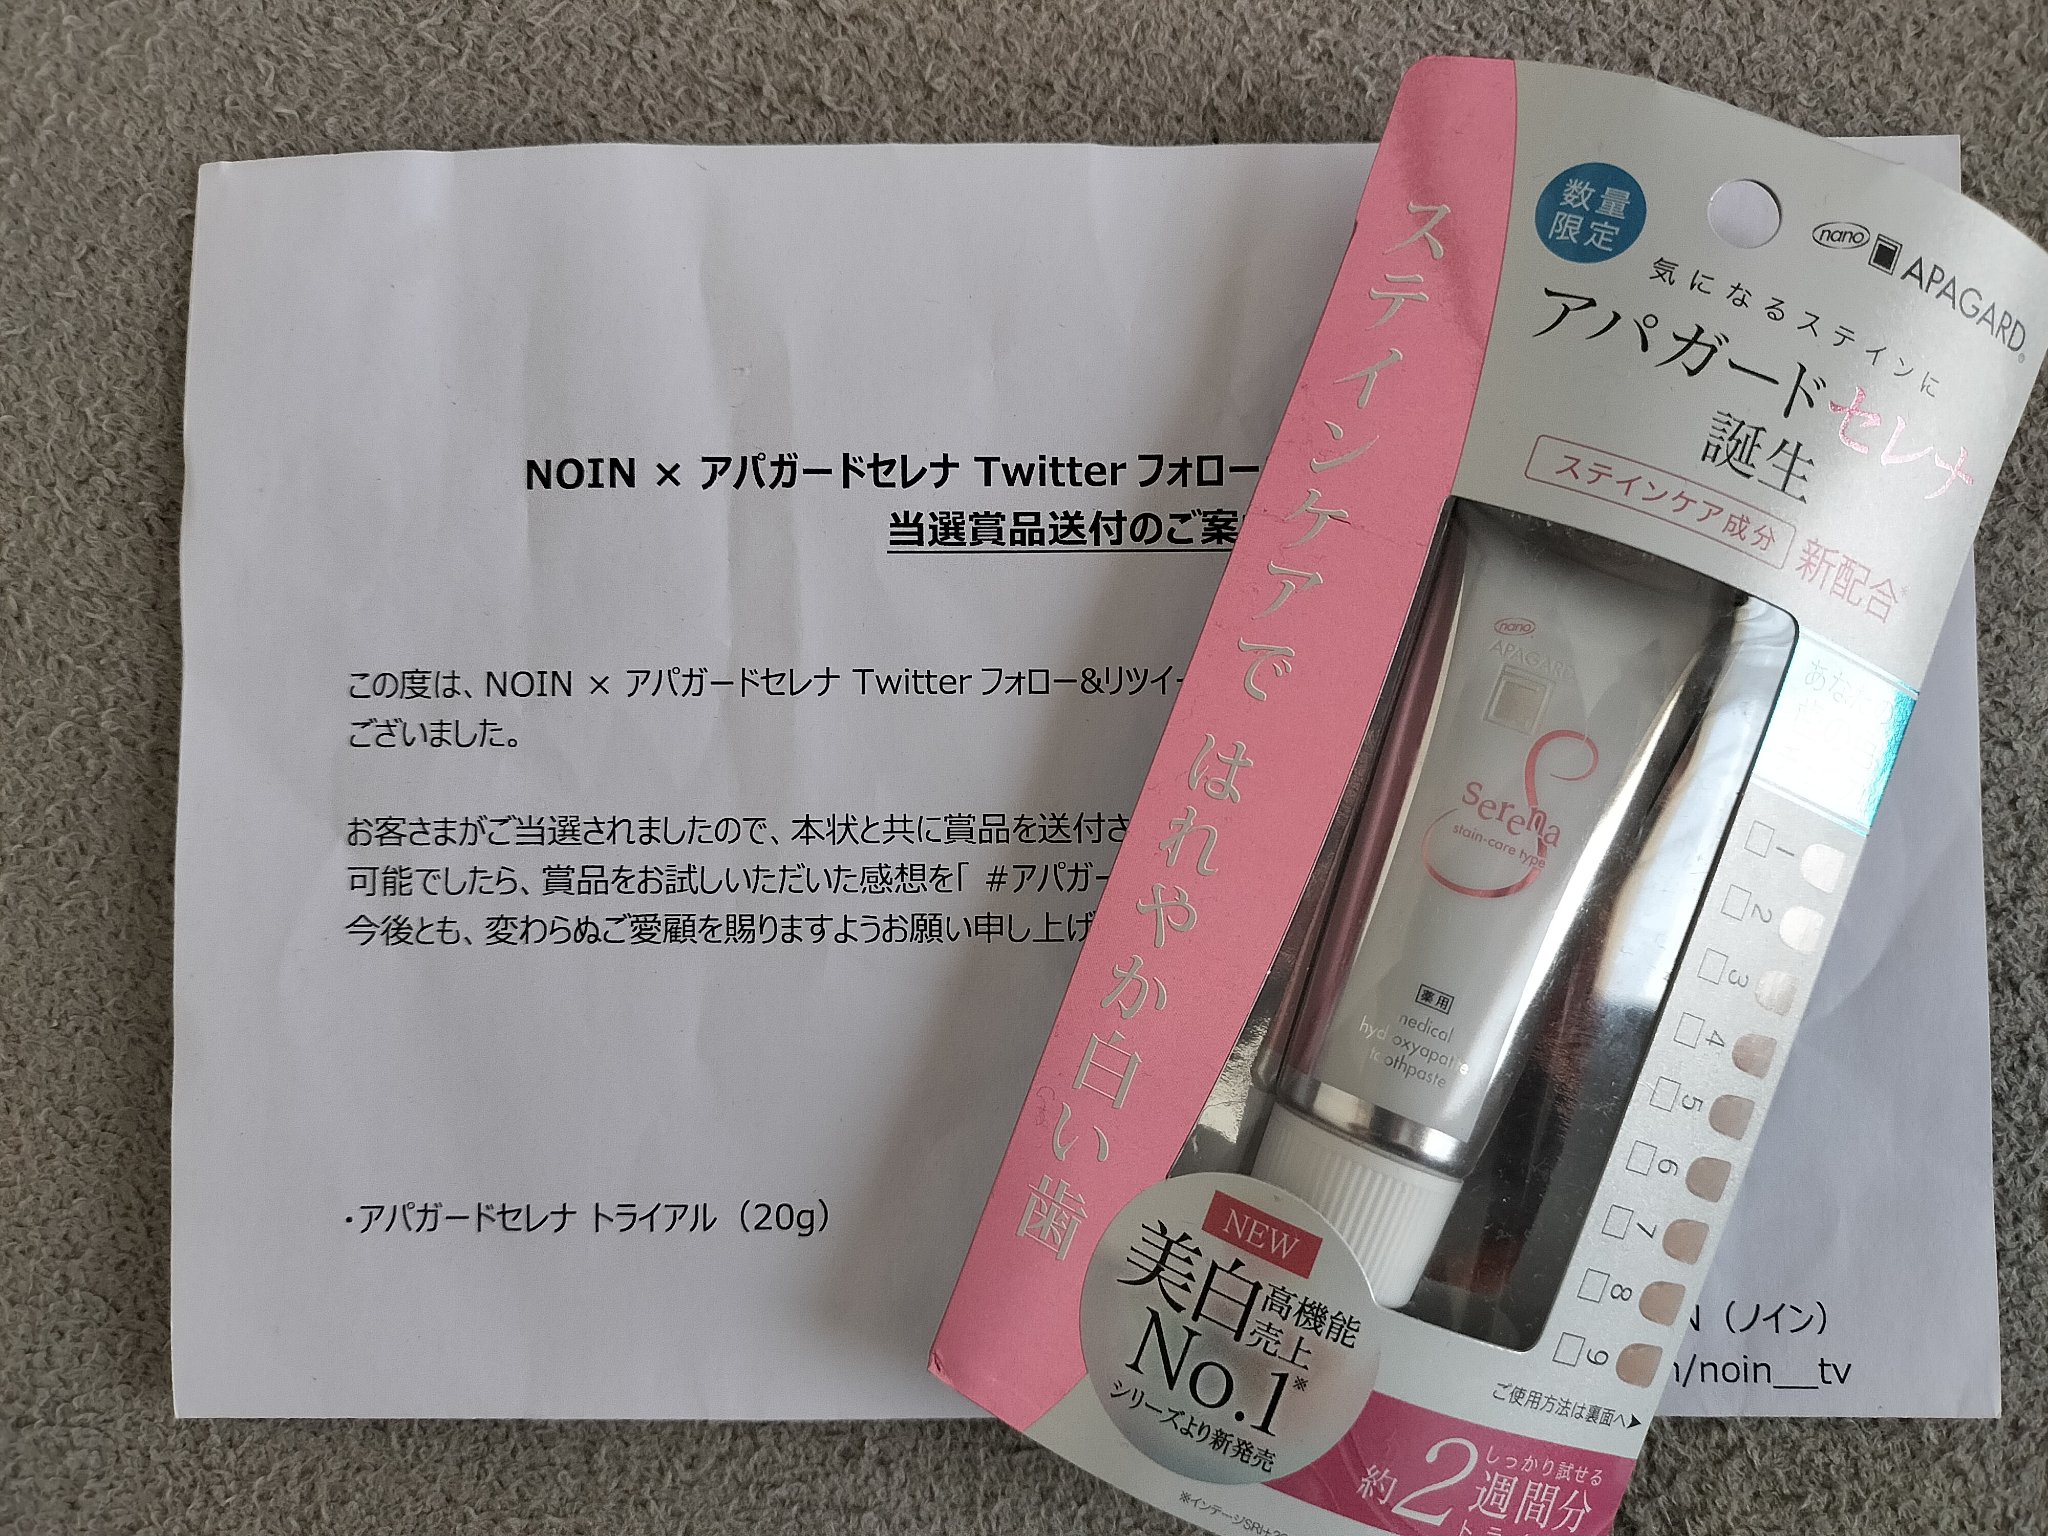 NOIN × アパガードセレナ Twitter フォロー
当選賞品送付のご案
この度は、NOIN × アパガードセレナ Twitter フォロー&リツイー
ございました。
お客さまがご当選されましたので、本状と共に賞品を送付さ
可能でしたら、賞品をお試しいただいた感想を「 #アパガー
今後とも、変わらぬご愛顧を賜りますようお願い申し上げ
・アパガードセレナ トライアル（20g）
N（ノイン）
/noin__tv
ステインケアで はれやか白い歯
数量
限定
nano APAGARD
気になるステインに
アパガードセレナ
誕生
ステインケア成分 新配合*
nano
APAGARD
Serena
stain-care type
薬用
medical
hydroxyapatite
toothpaste
1
2
3
4
5
6
7
8
9
ご使用方法は裏面へ▶
NEW
美白高機能
売上
No.1※
シリーズより新発売
しっかり試せる
約2週間分